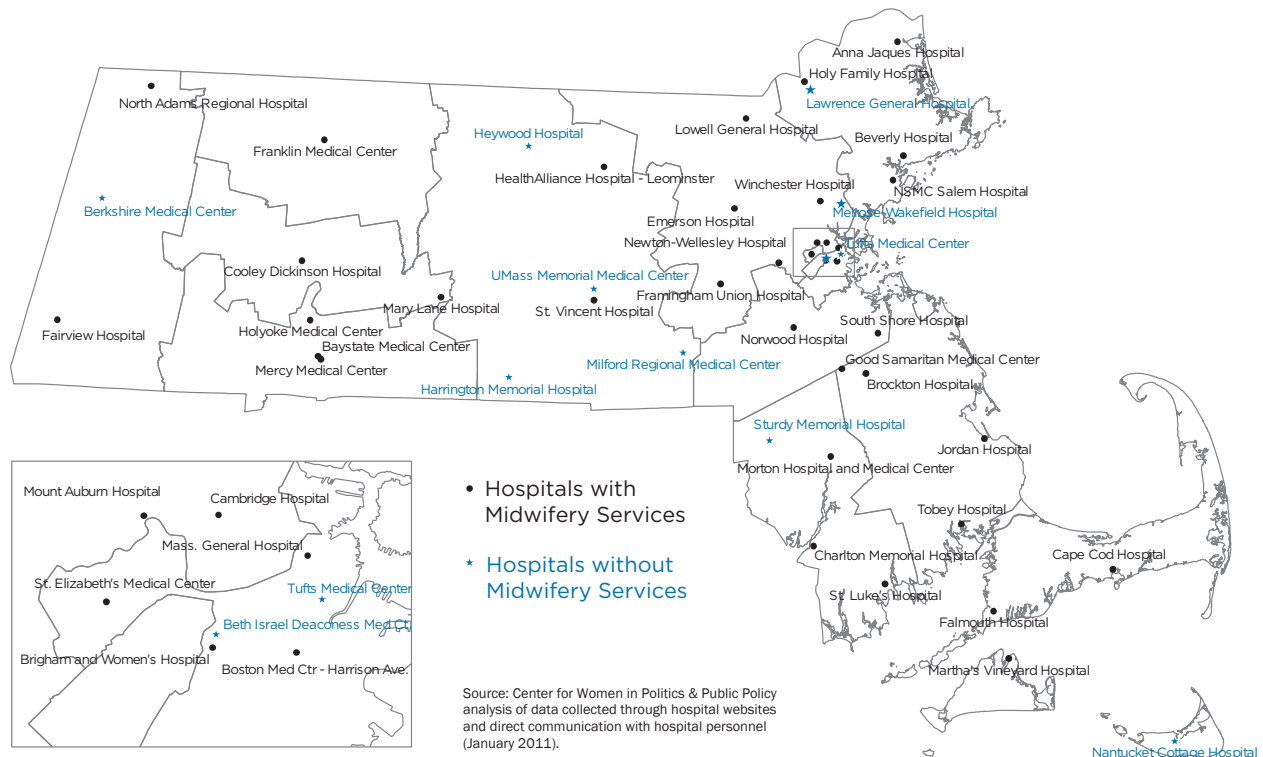 Anna Jaques Hospital
Holy Family Hospital
North Adams Regional Hospital
Lawrence General Hospital
Lowell General Hospital
Heywood Hospital
Beverly Hospital
Franklin Medical Center
HealthAlliance Hospital - Leominster
Winchester Hospital
NSMC Salem Hospital
Berkshire Medical Center
Melrose-Wakefield Hospital
Emerson Hospital
Newton-Wellesley Hospital
Tufts Medical Center
Cooley Dickinson Hospital
UMass Memorial Medical Center
Framingham Union Hospital
Mary Lane Hospital
St. Vincent Hospital
South Shore Hospital
Fairview Hospital
Holyoke Medical Center
Norwood Hospital
Baystate Medical Center
Good Samaritan Medical Center
Mercy Medical Center
Milford Regional Medical Center
Brockton Hospital
Harrington Memorial Hospital
Sturdy Memorial Hospital
Jordan Hospital
Morton Hospital and Medical Center
Tobey Hospital
Charlton Memorial Hospital
Cape Cod Hospital
St. Luke's Hospital
Falmouth Hospital
Martha's Vineyard Hospital
Nantucket Cottage Hospital
Mount Auburn Hospital
Cambridge Hospital
Mass. General Hospital
St. Elizabeth's Medical Center
Tufts Medical Center
Beth Israel Deaconess Med Ct
Brigham and Women's Hospital
Boston Med Ctr - Harrison Ave.
Hospitals with
Midwifery Services
Hospitals without
Midwifery Services
Source: Center for Women in Politics & Public Policy
analysis of data collected through hospital websites
and direct communication with hospital personnel
(January 2011).